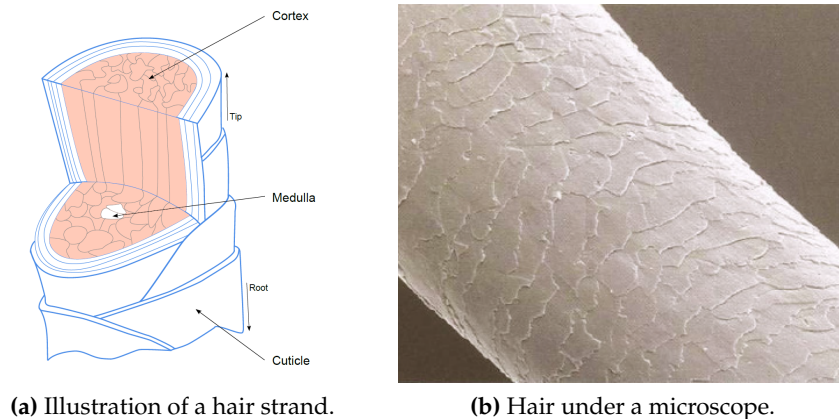 Cortex
Tip
Medulla
Root
Cuticle
(a) Illustration of a hair strand.
(b) Hair under a microscope.